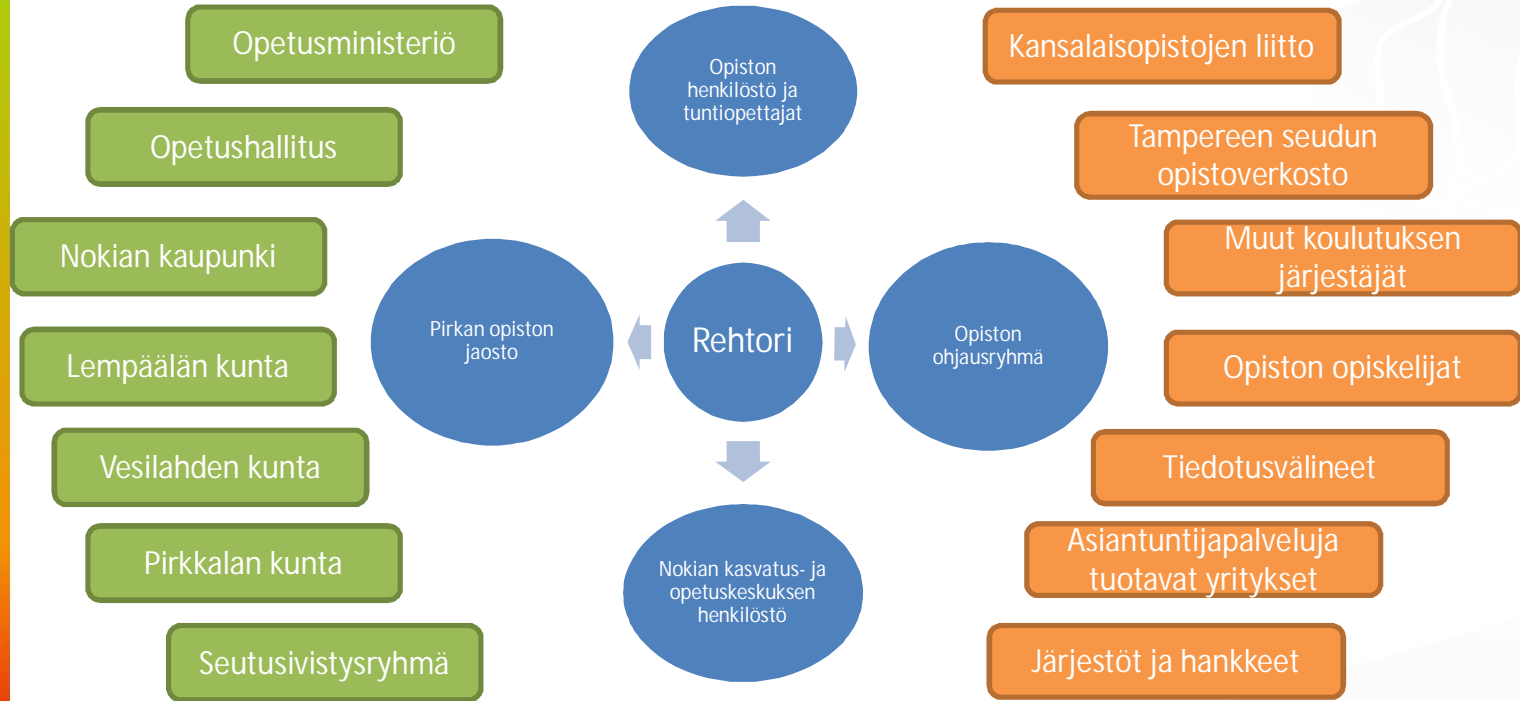 Opetusministeriö
Opetushallitus
Nokian kaupunki
Lempäälän kunta
Vesilahden kunta
Pirkkalan kunta
Seutusivistysryhmä
Opiston
henkilöstö ja
tuntiopettajat
Pirkan opiston
jaosto
Rehtori
Opiston
ohjausryhmä
Nokian kasvatus- ja
opetuskeskuksen
henkilöstö
Kansalaisopistojen liitto
Tampereen seudun
opistoverkosto
Muut koulutuksen
järjestäjät
Opiston opiskelijat
Tiedotusvälineet
Asiantuntijapalveluja
tuotavat yritykset
Järjestöt ja hankkeet